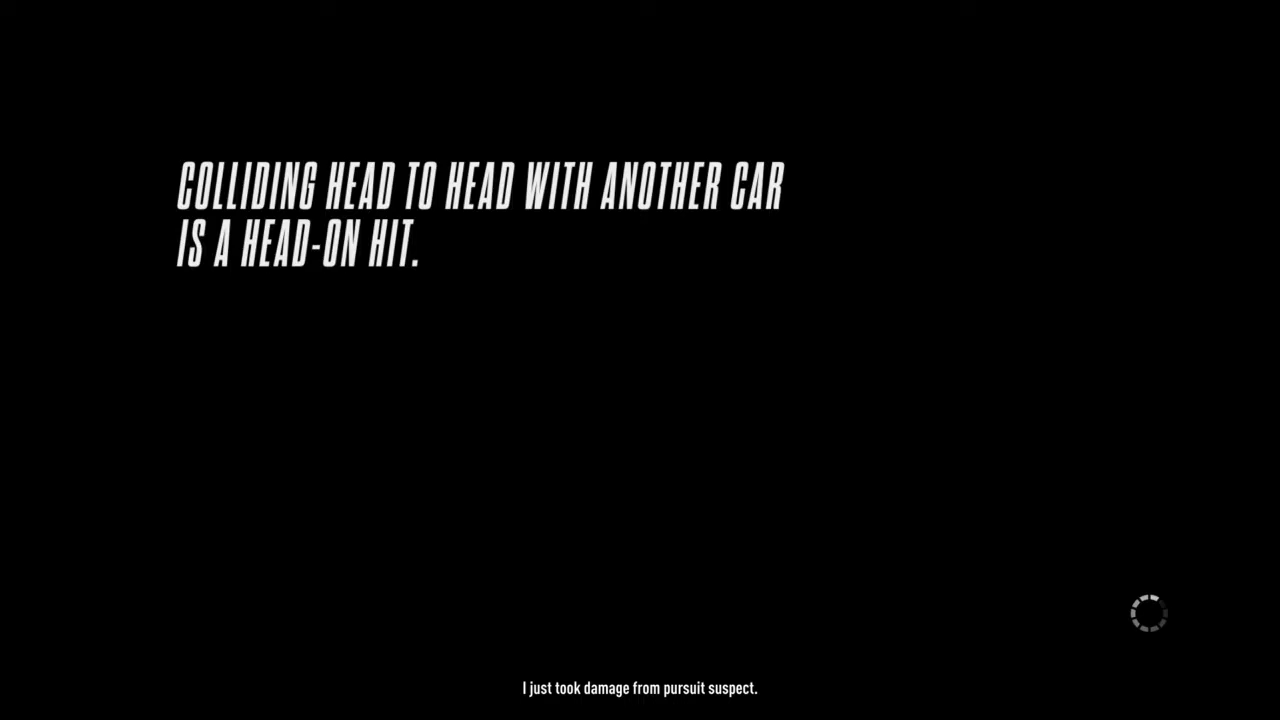 COLLIDING HEAD TO HEAD WITH ANOTHER CAR
IS A HEAD-ON HIT.
I just took damage from pursuit suspect.